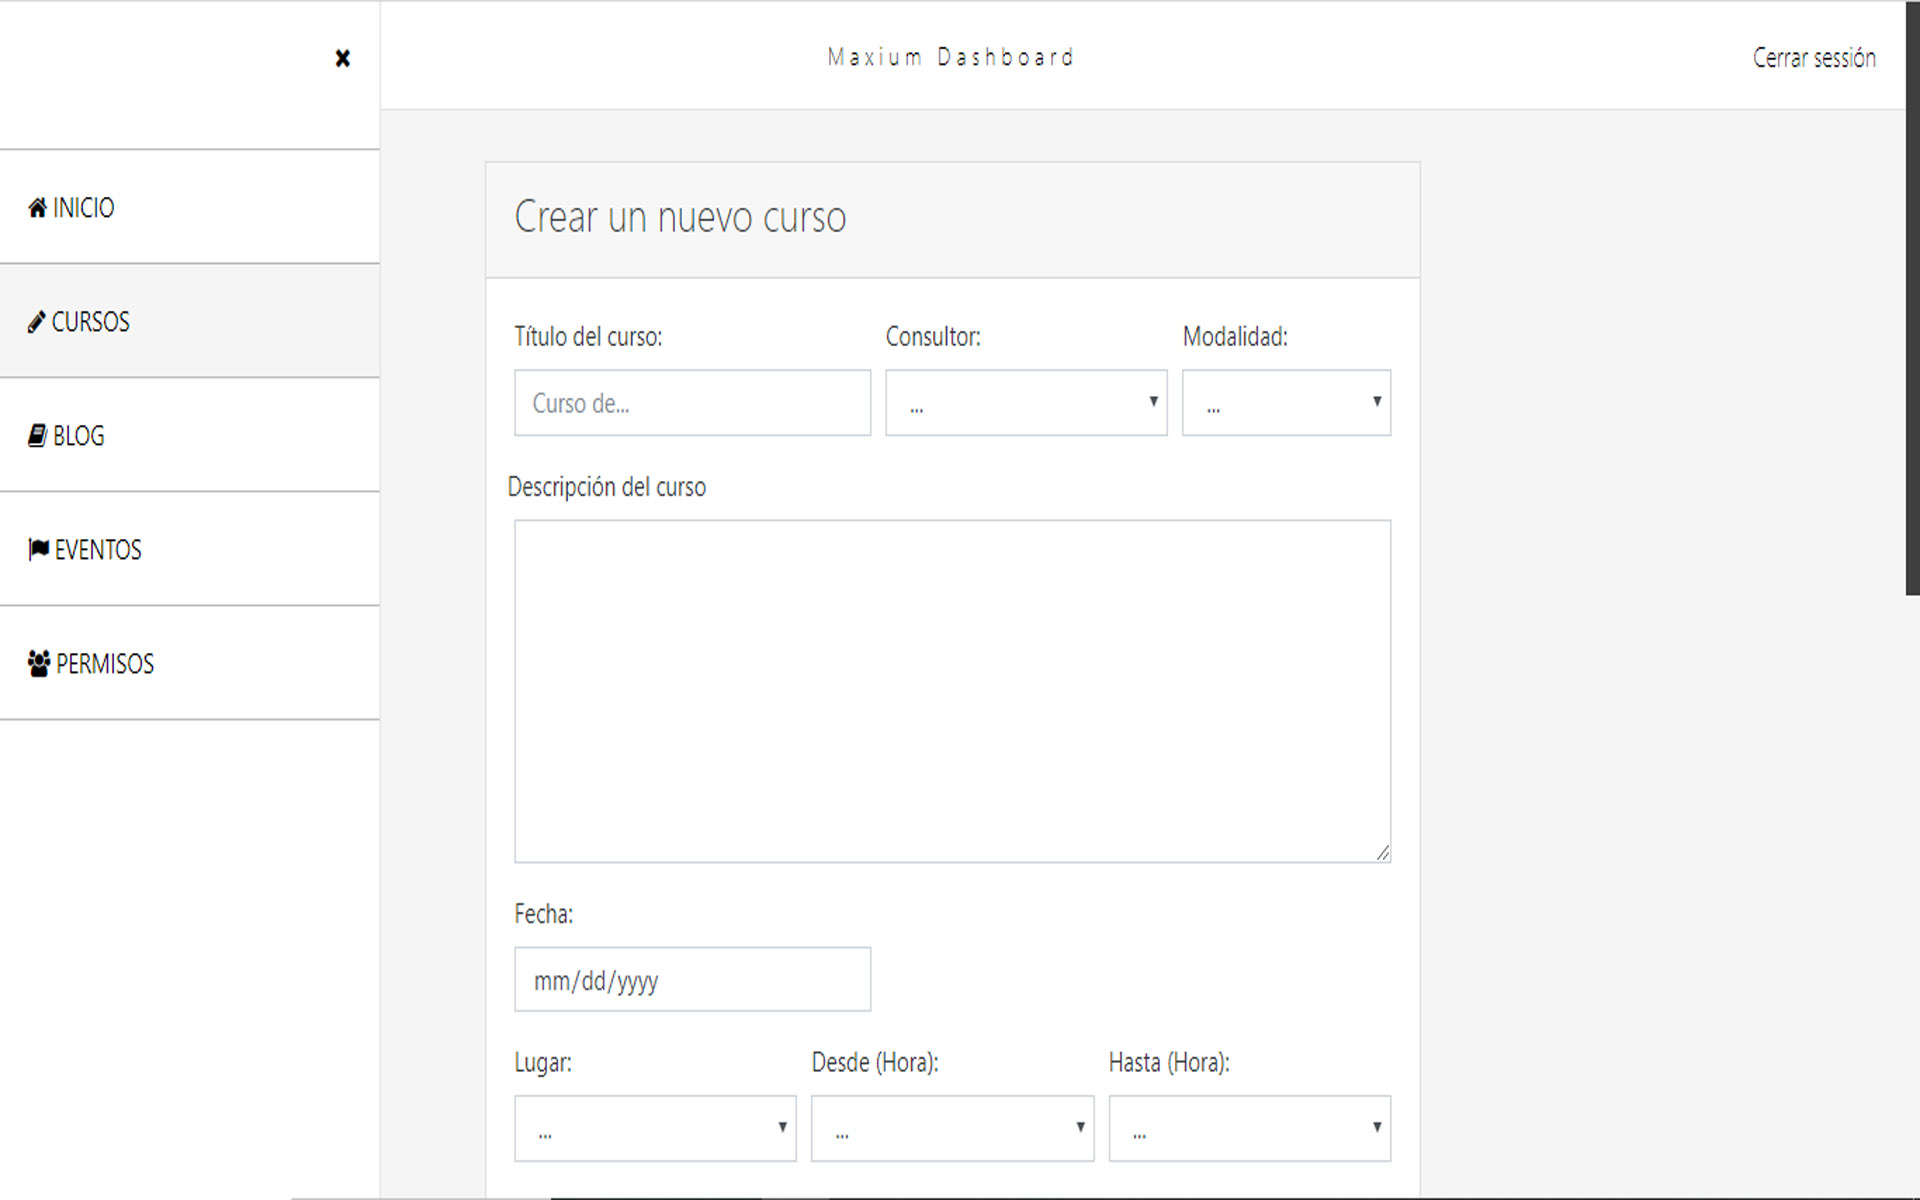 Maxium Dashboard
Cerrar sessión
INICIO
CURSOS
BLOG
EVENTOS
PERMISOS
Crear un nuevo curso
Título del curso: Consultor: Modalidad:
Curso de... ... ...
Descripción del curso
Fecha:
mm/dd/yyyy
Lugar: Desde (Hora): Hasta (Hora):
... ... ...